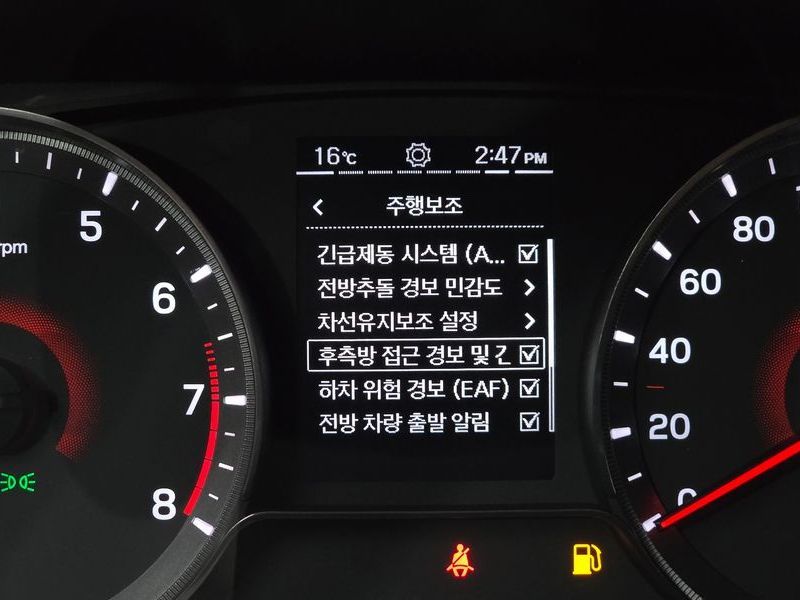 16℃ 2:47PM
주행보조
긴급제동 시스템 (A...
전방추돌 경보 민감도
차선유지보조 설정
후측방 접근 경보 및 긴
하차 위험 경보 (EAF)
전방 차량 출발 알림
5
rpm
6
7
8
80
60
40
20
0